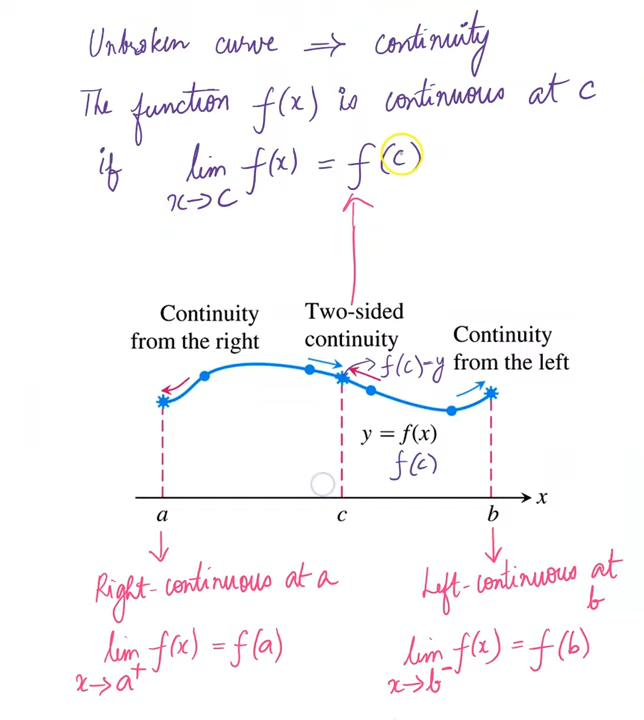 Unbroken curve ⇒ continuity
The function f(x) is continuous at c
if lim f(x) = f(c)
x→c
Continuity from the right
Two-sided continuity
Continuity from the left
f(c)-y
y = f(x)
f(c)
x
a
c
b
Right-continuous at a
lim f(x) = f(a)
x→a⁺
Left-continuous at b
lim f(x) = f(b)
x→b⁻